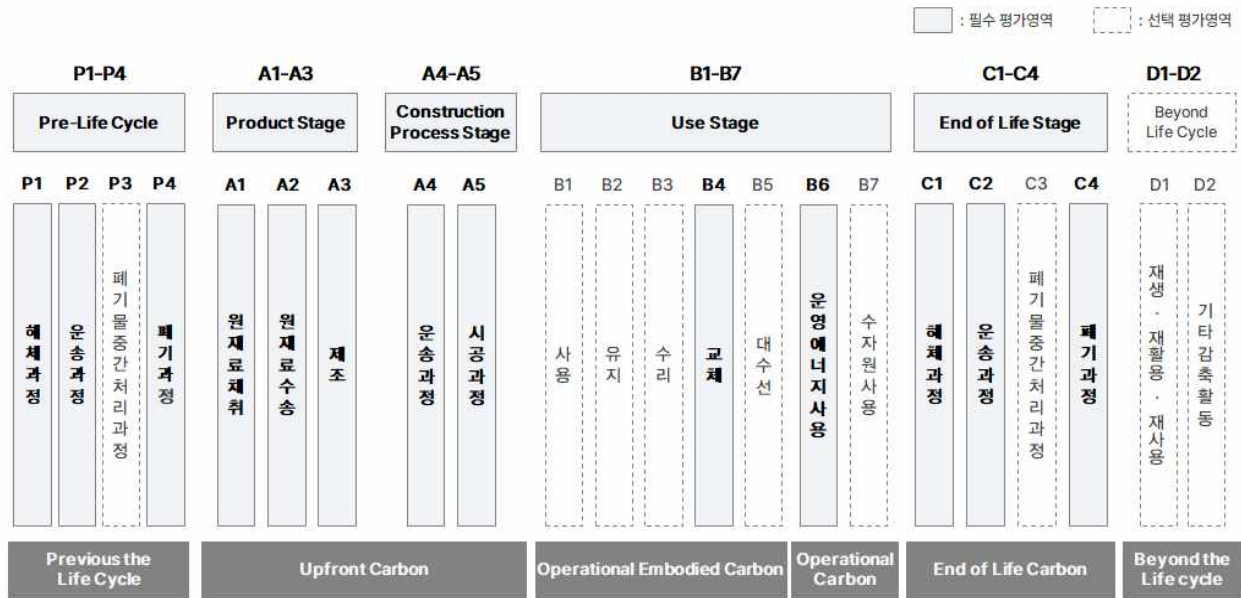 : 필수 평가영역
: 선택 평가영역
P1-P4
A1-A3
A4-A5
B1-B7
C1-C4
D1-D2
Pre-Life Cycle
Product Stage
Construction
Process Stage
Use Stage
End of Life Stage
Beyond
Life Cycle
P1
P2
P3
P4
A1
A2
A3
A4
A5
B1
B2
B3
B4
B5
B6
B7
C1
C2
C3
C4
D1
D2
해체과정
운송과정
폐기물중간처리과정
폐기과정
원재료채취
원재료수송
제조
운송과정
시공과정
사용
유지
수리
교체
대수선
운영에너지사용
수자원사용
해체과정
운송과정
폐기물중간처리과정
폐기과정
재생 · 재활용 · 재사용
기타감축활동
Previous the
Life Cycle
Upfront Carbon
Operational Embodied Carbon
Operational
Carbon
End of Life Carbon
Beyond the
Life cycle